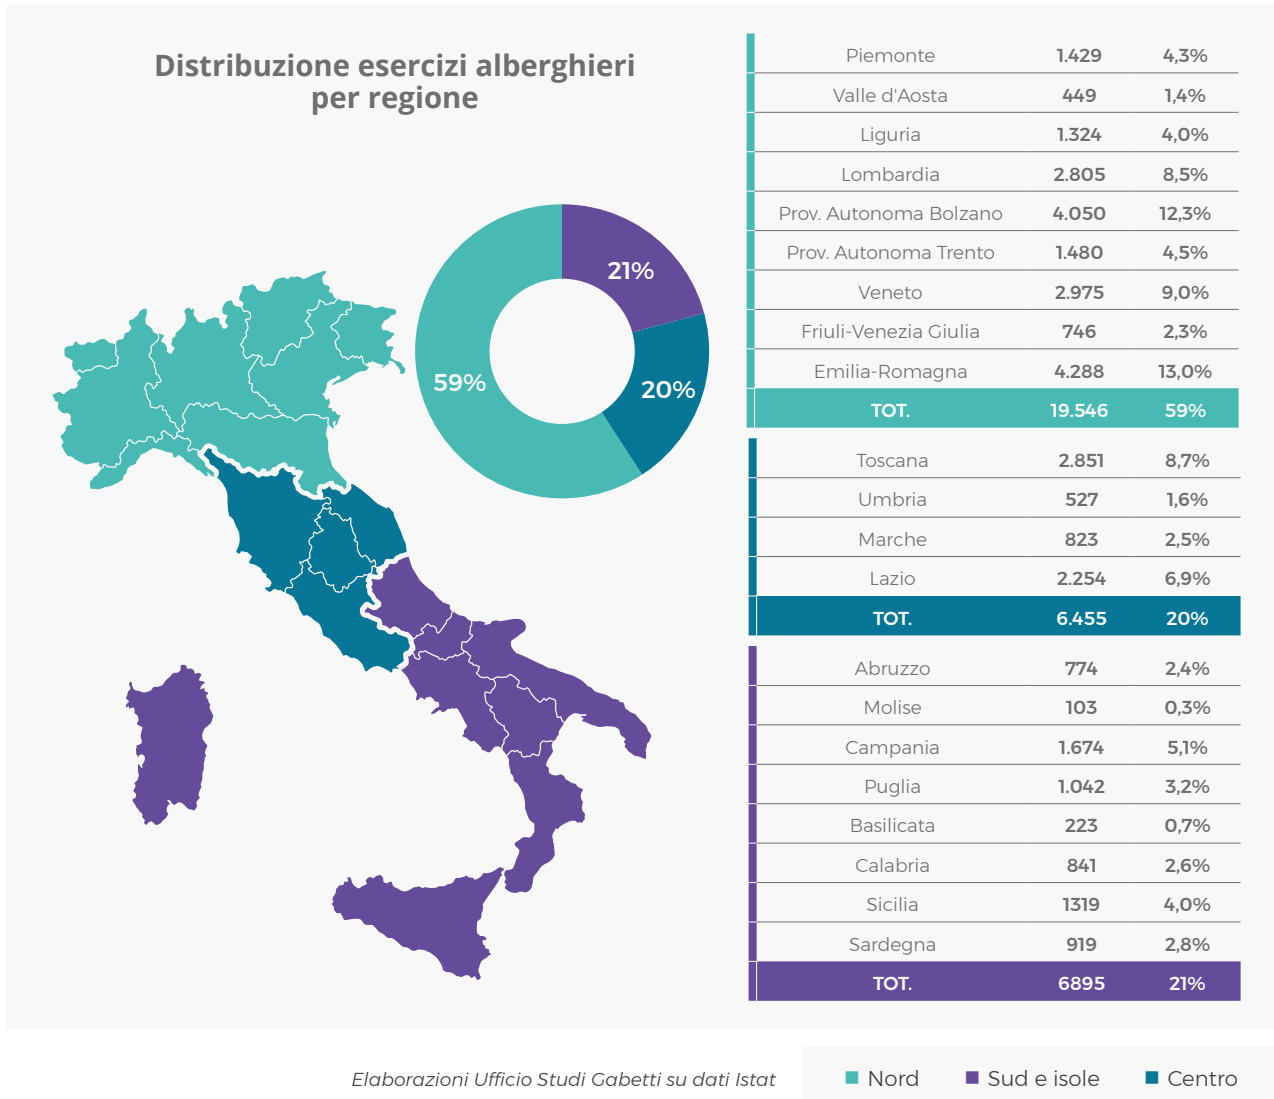 Distribuzione esercizi alberghieri
per regione
21%
20%
59%
Piemonte 1.429 4,3%
Valle d'Aosta 449 1,4%
Liguria 1.324 4,0%
Lombardia 2.805 8,5%
Prov. Autonoma Bolzano 4.050 12,3%
Prov. Autonoma Trento 1.480 4,5%
Veneto 2.975 9,0%
Friuli-Venezia Giulia 746 2,3%
Emilia-Romagna 4.288 13,0%
TOT. 19.546 59%
Toscana 2.851 8,7%
Umbria 527 1,6%
Marche 823 2,5%
Lazio 2.254 6,9%
TOT. 6.455 20%
Abruzzo 774 2,4%
Molise 103 0,3%
Campania 1.674 5,1%
Puglia 1.042 3,2%
Basilicata 223 0,7%
Calabria 841 2,6%
Sicilia 1319 4,0%
Sardegna 919 2,8%
TOT. 6895 21%
Elaborazioni Ufficio Studi Gabetti su dati Istat
Nord Sud e isole Centro